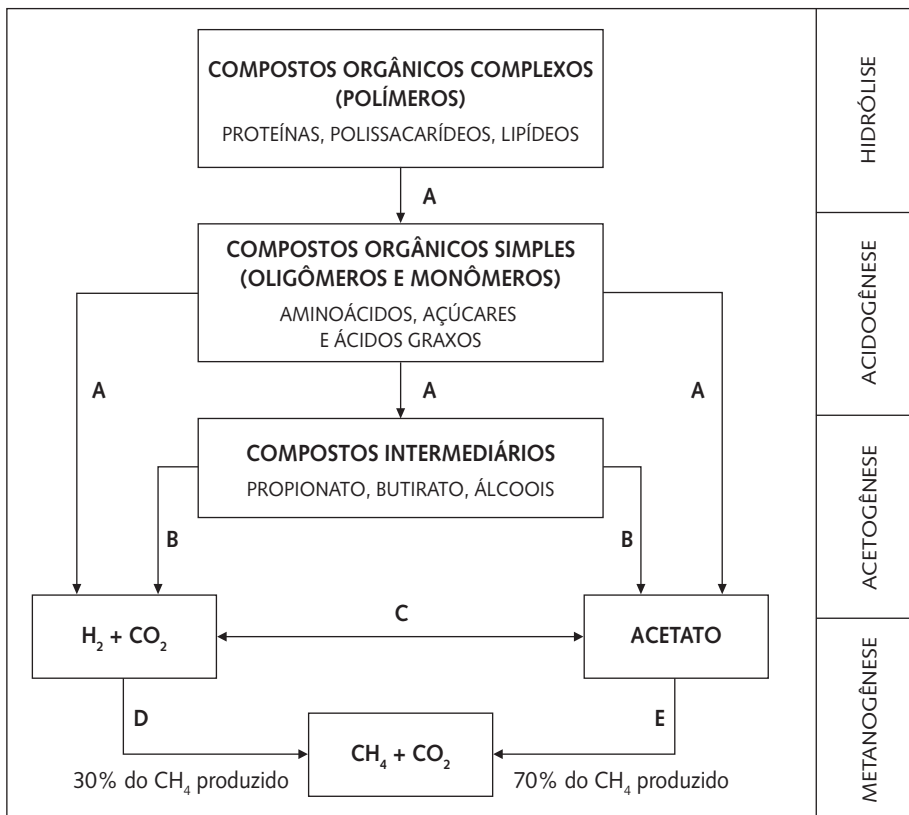 COMPOSTOS ORGÂNICOS COMPLEXOS
(POLÍMEROS)
PROTEÍNAS, POLISSACARÍDEOS, LIPÍDEOS
HIDRÓLISE
A
COMPOSTOS ORGÂNICOS SIMPLES
(OLIGÔMEROS E MONÔMEROS)
AMINOÁCIDOS, AÇÚCARES
E ÁCIDOS GRAXOS
ACIDOGÊNESE
A
A
A
COMPOSTOS INTERMEDIÁRIOS
PROPIONATO, BUTIRATO, ÁLCOOIS
ACETOGÊNESE
B
B
H₂ + CO₂
C
ACETATO
METANOGÊNESE
D
E
CH₄ + CO₂
30% do CH₄ produzido
70% do CH₄ produzido